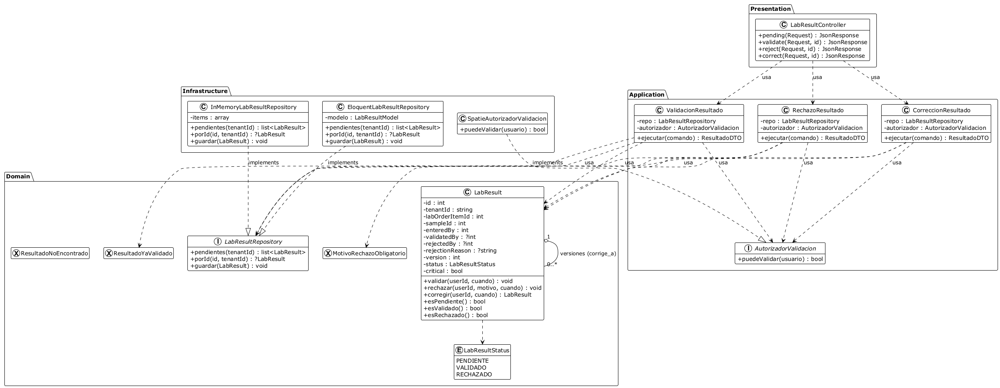 Presentation
C LabResultController
+pending(Request) : JsonResponse
+validate(Request, id) : JsonResponse
+reject(Request, id) : JsonResponse
+correct(Request, id) : JsonResponse
usa
usa
usa
Infrastructure
C InMemoryLabResultRepository
-items : array
+pendientes(tenantId) : list<LabResult>
+porId(id, tenantId) : ?LabResult
+guardar(LabResult) : void
C EloquentLabResultRepository
-modelo : LabResultModel
+pendientes(tenantId) : list<LabResult>
+porId(id, tenantId) : ?LabResult
+guardar(LabResult) : void
C SpatieAutorizadorValidacion
+puedeValidar(usuario) : bool
Application
C ValidacionResultado
-repo : LabResultRepository
-autorizador : AutorizadorValidacion
+ejecutar(comando) : ResultadoDTO
C RechazoResultado
-repo : LabResultRepository
-autorizador : AutorizadorValidacion
+ejecutar(comando) : ResultadoDTO
C CorreccionResultado
-repo : LabResultRepository
-autorizador : AutorizadorValidacion
+ejecutar(comando) : ResultadoDTO
implements
implements
implements
usa
usa
usa
usa
usa
usa
Domain
C LabResult
-id : int
-tenantId : string
-labOrderItemId : int
-sampleId : int
-enteredBy : int
-validatedBy : ?int
-rejectedBy : ?int
-rejectionReason : ?string
-version : int
-status : LabResultStatus
-critical : bool
+validar(userId, cuando) : void
+rechazar(userId, motivo, cuando) : void
+corregir(userId, cuando) : LabResult
+esPendiente() : bool
+esValidado() : bool
+esRechazado() : bool
1
versiones (corrige_a)
0..*
X ResultadoNoEncontrado
X ResultadoYaValidado
I LabResultRepository
+pendientes(tenantId) : list<LabResult>
+porId(id, tenantId) : ?LabResult
+guardar(LabResult) : void
X MotivoRechazoObligatorio
I AutorizadorValidacion
+puedeValidar(usuario) : bool
E LabResultStatus
PENDIENTE
VALIDADO
RECHAZADO